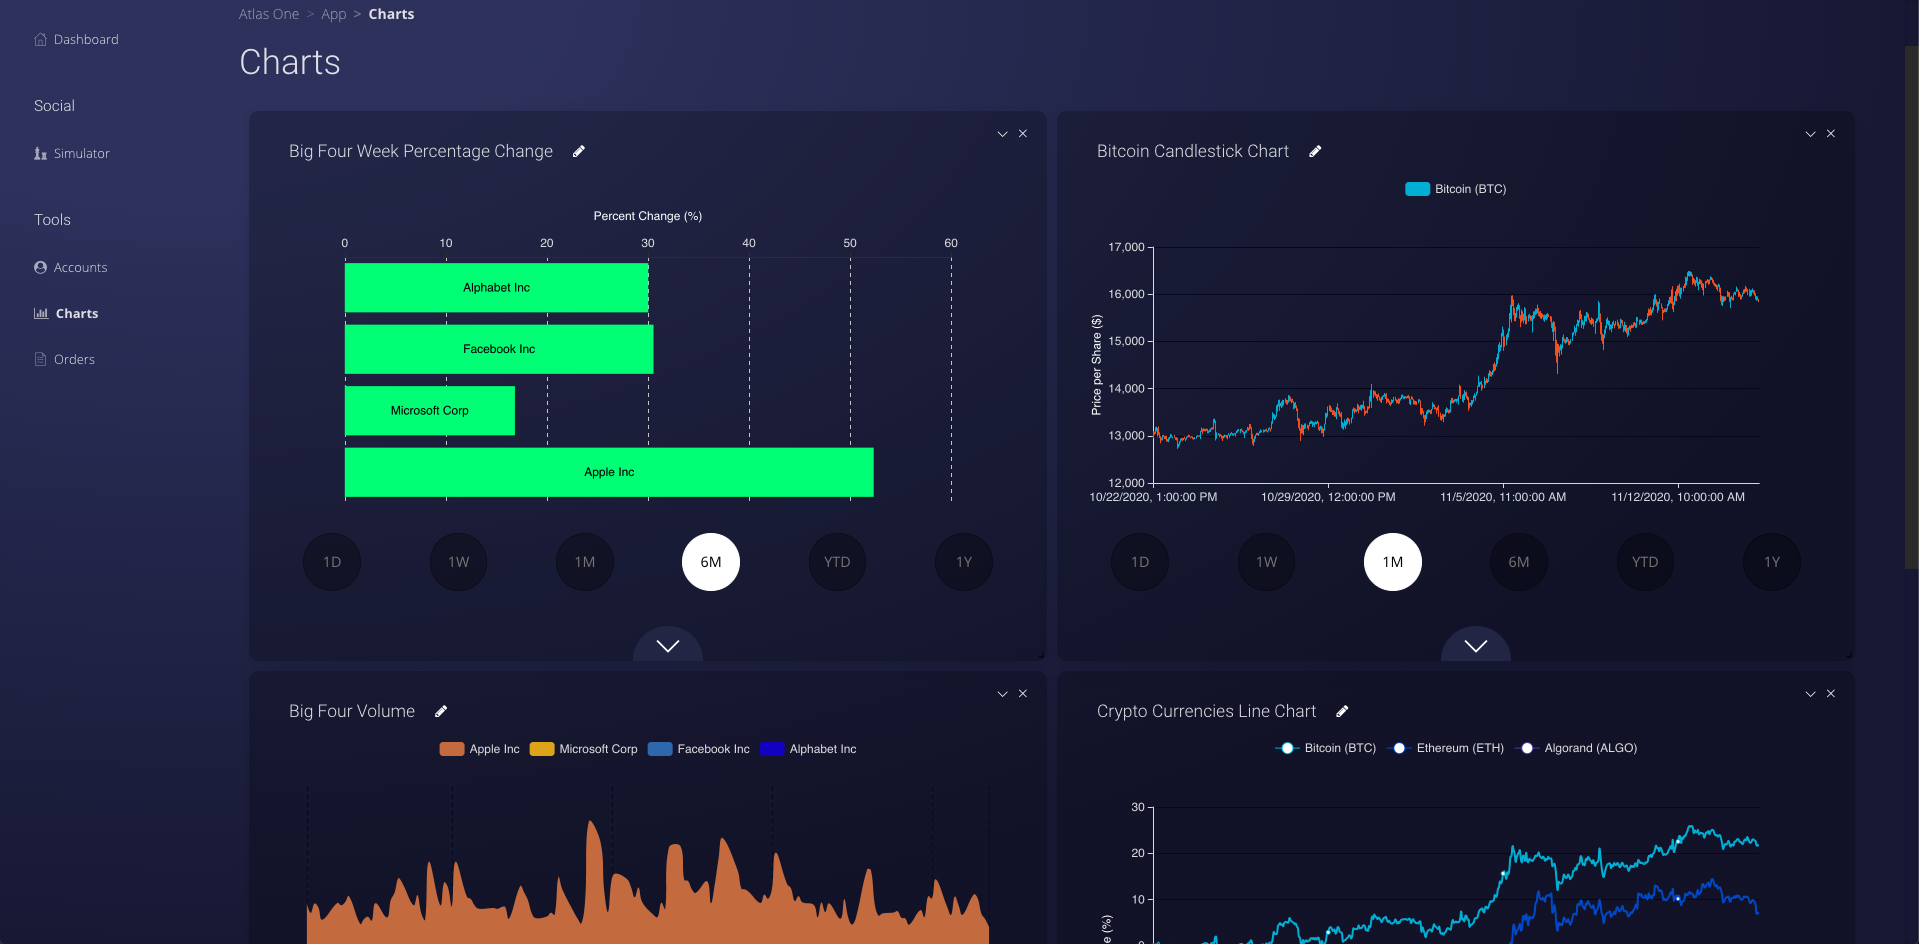 Atlas One > App > Charts
Dashboard
Social
Simulator
Tools
Accounts
Charts
Orders
Charts
Big Four Week Percentage Change
Percent Change (%)
0 10 20 30 40 50 60
Alphabet Inc
Facebook Inc
Microsoft Corp
Apple Inc
1D 1W 1M 6M YTD 1Y
Bitcoin Candlestick Chart
Bitcoin (BTC)
Price per Share ($)
17,000
16,000
15,000
14,000
13,000
12,000
10/22/2020, 1:00:00 PM 10/29/2020, 12:00:00 PM 11/5/2020, 11:00:00 AM 11/12/2020, 10:00:00 AM
1D 1W 1M 6M YTD 1Y
Big Four Volume
Apple Inc Microsoft Corp Facebook Inc Alphabet Inc
Crypto Currencies Line Chart
Bitcoin (BTC) Ethereum (ETH) Algorand (ALGO)
30
20
10
(%)